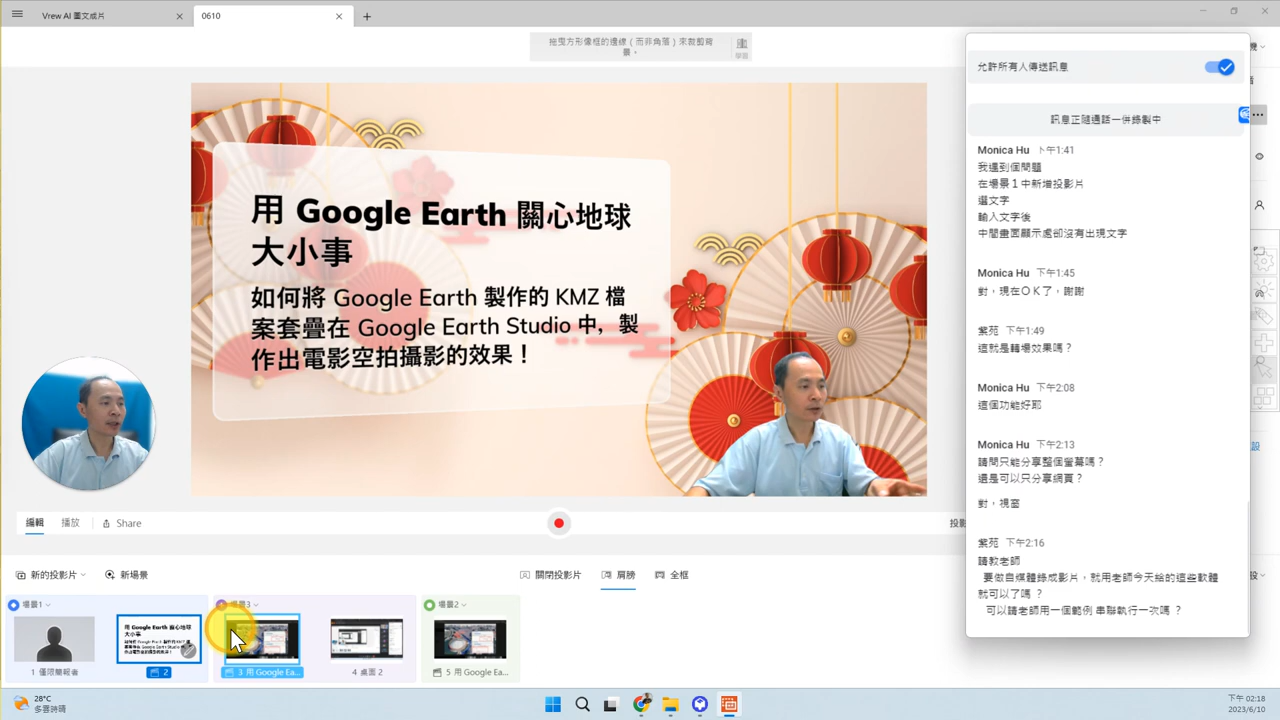 Vrew AI 圖文成片
0610
拖曳方形像框的邊線（而非角落）來裁剪背
景。
學習
用 Google Earth 關心地球
大小事
如何將 Google Earth 製作的 KMZ 檔
案套疊在 Google Earth Studio 中，製
作出電影空拍攝影的效果！
編輯
播放
Share
投影
新的投影片
新場景
關閉投影片
肩膀
全框
場景1
場景3
場景2
用 Google Earth 關心地球
大小事
1 僅限簡報者
2
3 用 Google Ea...
4 桌面 2
5 用 Google Ea...
允許所有人傳送訊息
訊息正隨通話一併錄製中
Monica Hu 下午1:41
我遇到個問題
在場景１中新增投影片
選文字
輸入文字後
中間畫面顯示處卻沒有出現文字
Monica Hu 下午1:45
對，現在ＯＫ了，謝謝
紫苑 下午1:49
這就是轉場效果嗎？
Monica Hu 下午2:08
這個功能好耶
Monica Hu 下午2:13
請問只能分享整個螢幕嗎？
還是可以只分享網頁？
對，視窗
紫苑 下午2:16
請教老師
要做自媒體錄成影片，就用老師今天給的這些軟體
就可以了嗎？
可以請老師用一個範例 串聯執行一次嗎？
28°C
多雲時晴
下午 02:18
2023/6/10